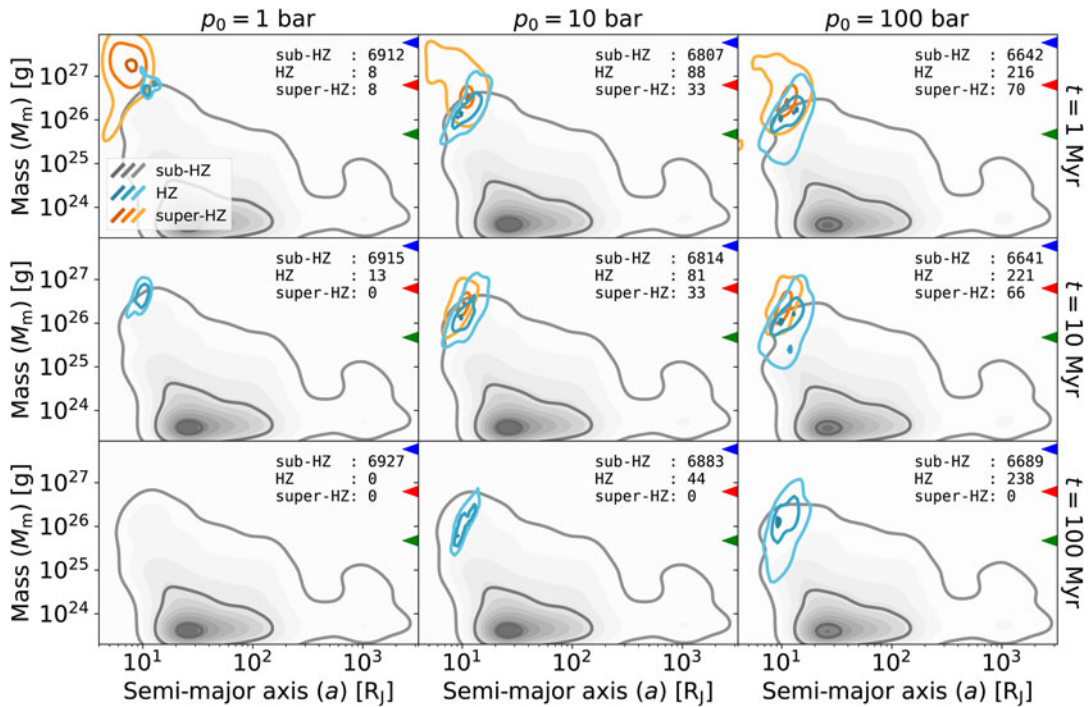 p₀ = 1 bar
p₀ = 10 bar
p₀ = 100 bar
Mass (Mₘ) [g]
10²⁷
10²⁶
10²⁵
10²⁴
sub-HZ : 6912
HZ : 8
super-HZ: 8
sub-HZ
HZ
super-HZ
sub-HZ : 6807
HZ : 88
super-HZ: 33
sub-HZ : 6642
HZ : 216
super-HZ: 70
t = 1 Myr
Mass (Mₘ) [g]
10²⁷
10²⁶
10²⁵
10²⁴
sub-HZ : 6915
HZ : 13
super-HZ: 0
sub-HZ : 6814
HZ : 81
super-HZ: 33
sub-HZ : 6641
HZ : 221
super-HZ: 66
t = 10 Myr
Mass (Mₘ) [g]
10²⁷
10²⁶
10²⁵
10²⁴
sub-HZ : 6927
HZ : 0
super-HZ: 0
sub-HZ : 6883
HZ : 44
super-HZ: 0
sub-HZ : 6689
HZ : 238
super-HZ: 0
t = 100 Myr
10¹ 10² 10³
10¹ 10² 10³
10¹ 10² 10³
Semi-major axis (a) [R_J]
Semi-major axis (a) [R_J]
Semi-major axis (a) [R_J]